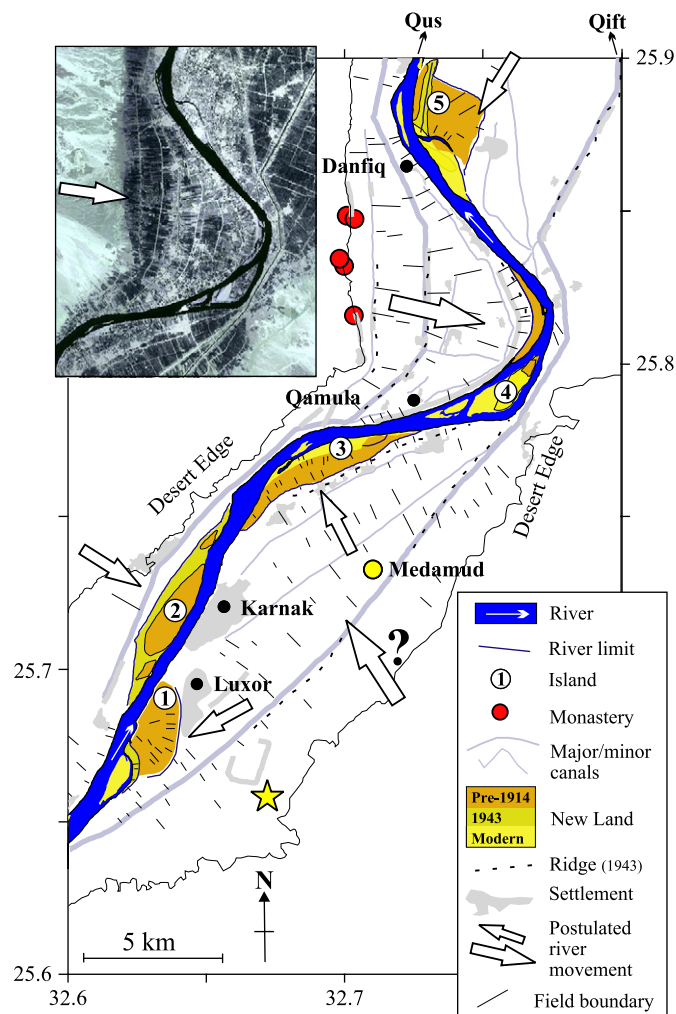 Qus
Qift
25.9
5
Danfiq
25.8
Qamula
4
3
Desert Edge
Desert Edge
Medamud
2
Karnak
?
25.7
1
Luxor
N
5 km
25.6
32.6
32.7
River
River limit
1
Island
Monastery
Major/minor
canals
Pre-1914
1943
Modern
New Land
Ridge (1943)
Settlement
Postulated
river
movement
Field boundary